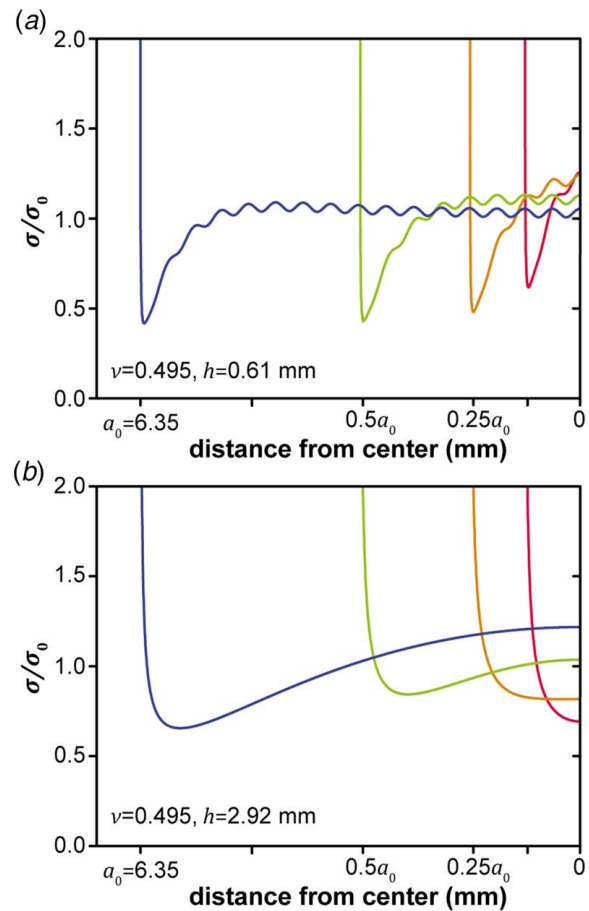 (a)
2.0
1.5
σ/σ₀
1.0
0.5
ν=0.495, h=0.61 mm
0.0
a₀=6.35 0.5a₀ 0.25a₀ 0
distance from center (mm)
(b)
2.0
1.5
σ/σ₀
1.0
0.5
ν=0.495, h=2.92 mm
0.0
a₀=6.35 0.5a₀ 0.25a₀ 0
distance from center (mm)